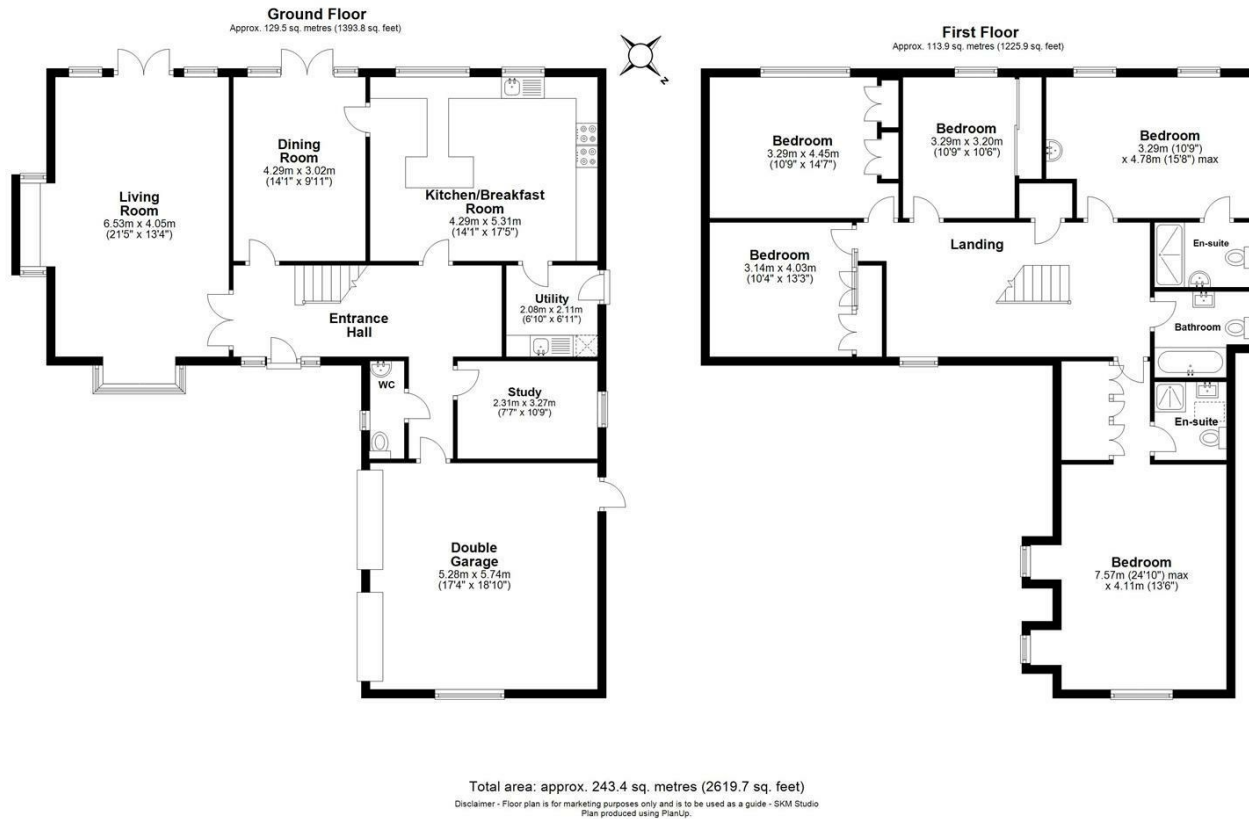 Ground Floor
Approx. 129.5 sq. metres (1393.8 sq. feet)
Living
Room
6.53m x 4.05m
(21'5" x 13'4")
Dining
Room
4.29m x 3.02m
(14'1" x 9'11")
Kitchen/Breakfast
Room
4.29m x 5.31m
(14'1" x 17'5")
Utility
2.08m x 2.11m
(6'10" x 6'11")
Entrance
Hall
WC
Study
2.31m x 3.27m
(7'7" x 10'9")
Double
Garage
5.28m x 5.74m
(17'4" x 18'10")
N
First Floor
Approx. 113.9 sq. metres (1225.9 sq. feet)
Bedroom
3.29m x 4.45m
(10'9" x 14'7")
Bedroom
3.29m x 3.20m
(10'9" x 10'6")
Bedroom
3.29m (10'9")
x 4.78m (15'8") max
Bedroom
3.14m x 4.03m
(10'4" x 13'3")
Landing
En-suite
Bathroom
En-suite
Bedroom
7.57m (24'10") max
x 4.11m (13'6")
Total area: approx. 243.4 sq. metres (2619.7 sq. feet)
Disclaimer - Floor plan is for marketing purposes only and is to be used as a guide - SKM Studio
Plan produced using PlanUp.